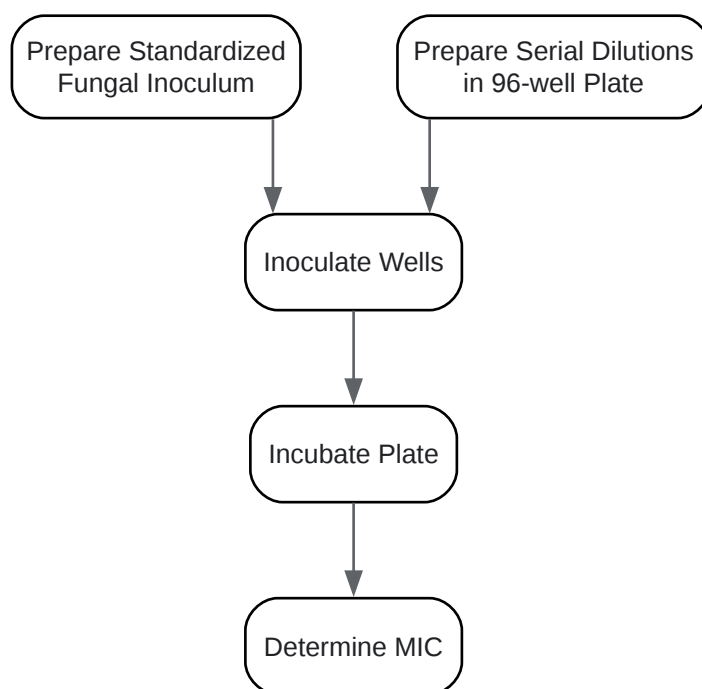 Prepare Standardized
Fungal Inoculum
Prepare Serial Dilutions
in 96-well Plate
Inoculate Wells
Incubate Plate
Determine MIC